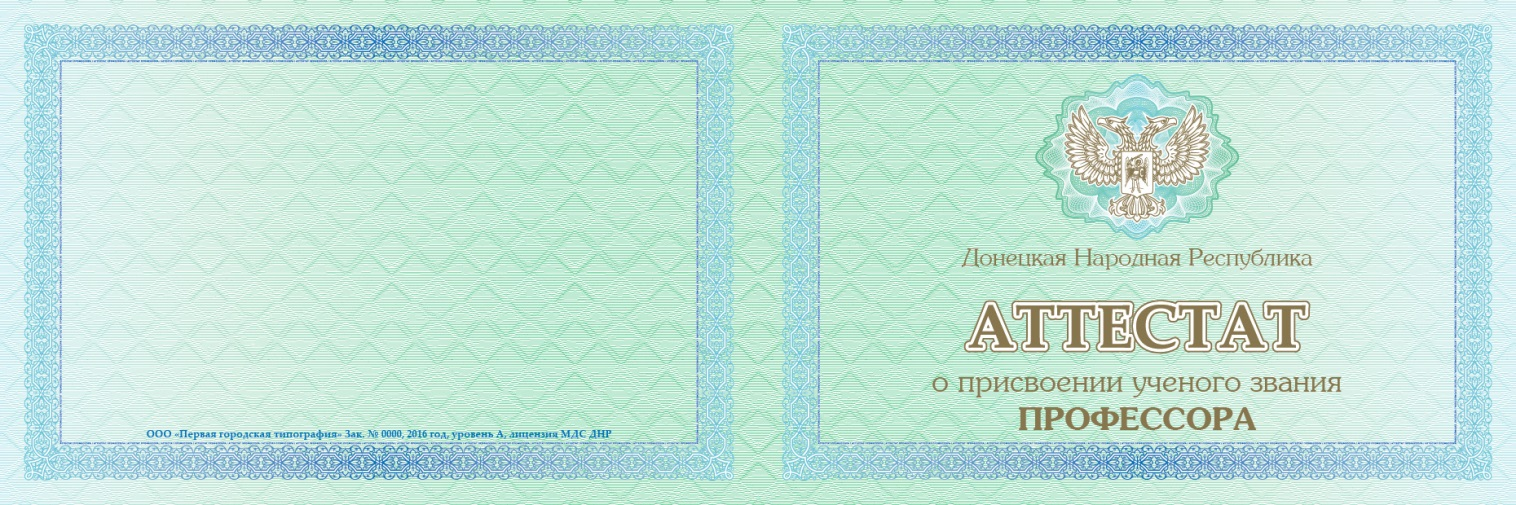 ООО «Первая городская типография» Зак. № 0000, 2016 год, уровень А, лицензия МДС ДНР
Донецкая Народная Республика
АТТЕСТАТ
о присвоении ученого звания
ПРОФЕССОРА